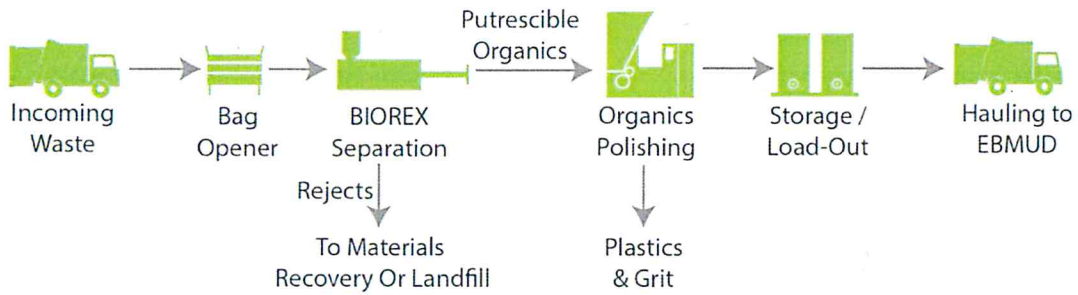 Putrescible
Organics
Incoming
Waste
Bag
Opener
BIOREX
Separation
Organics
Polishing
Storage /
Load-Out
Hauling to
EBMUD
Rejects
To Materials
Recovery Or Landfill
Plastics
& Grit